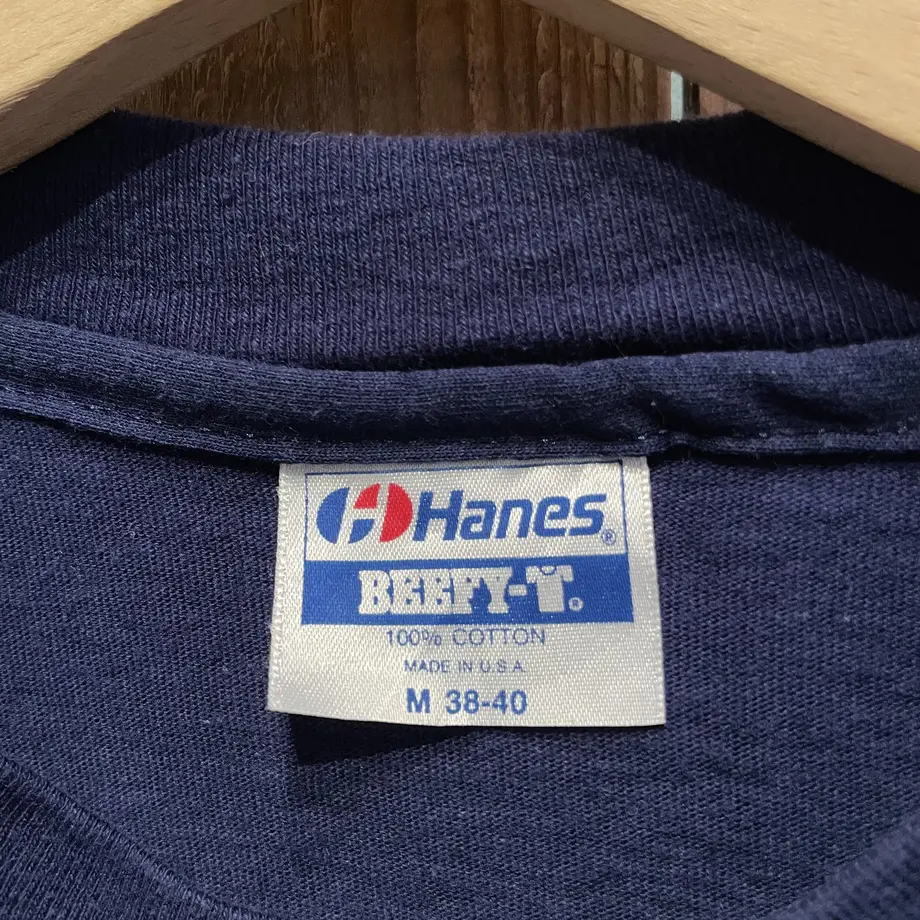 Hanes®
BEEFY-T®
100% COTTON
MADE IN U.S.A.
M 38-40